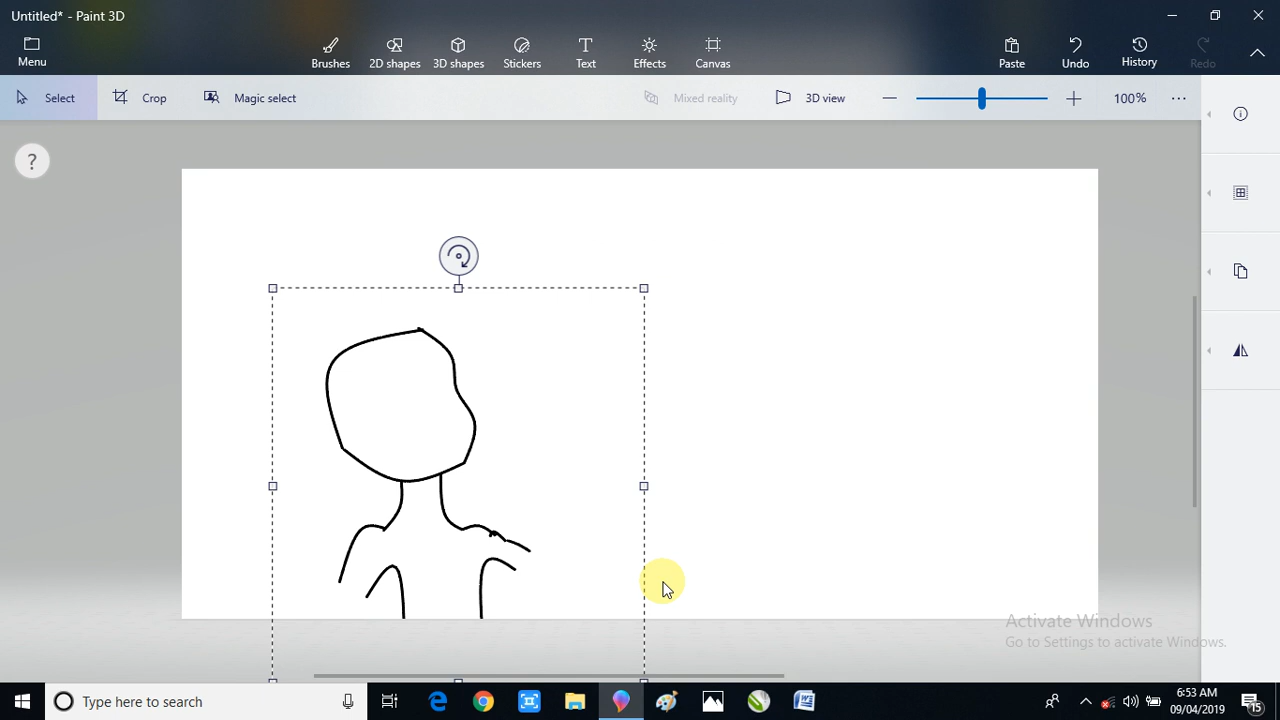 Untitled* - Paint 3D
Menu
Brushes
2D shapes
3D shapes
Stickers
Text
Effects
Canvas
Paste
Undo
History
Redo
Select
Crop
Magic select
Mixed reality
3D view
100%
?
Activate Windows
Go to Settings to activate Windows.
Type here to search
6:53 AM
09/04/2019
15